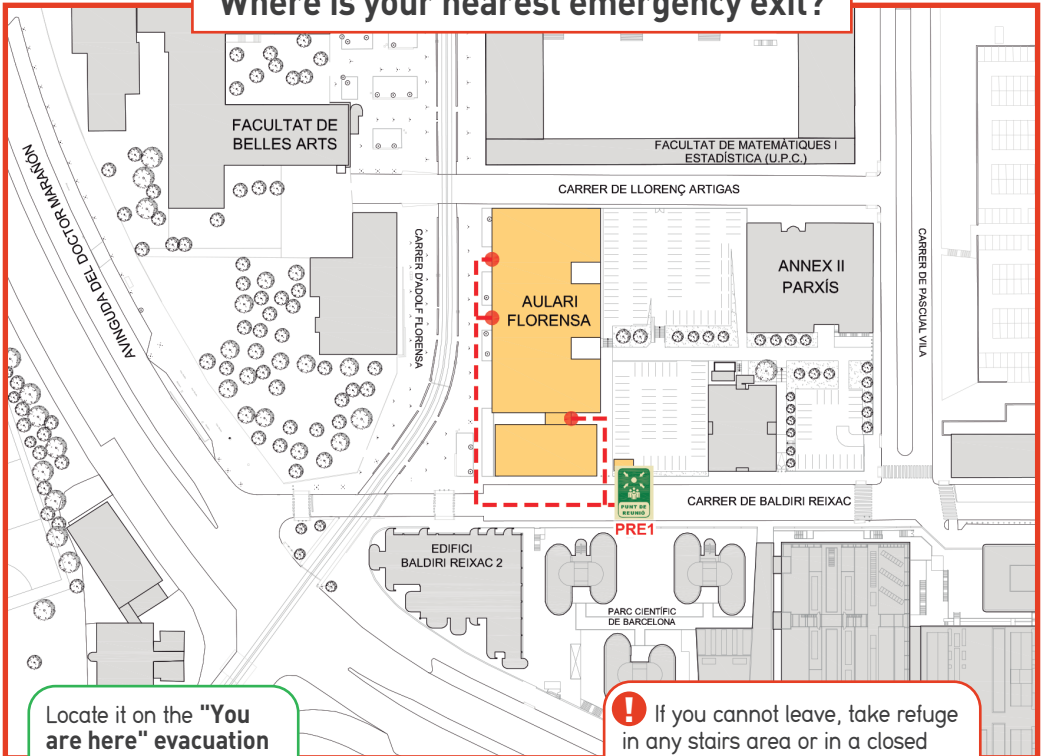 Where is your nearest emergency exit?
FACULTAT DE
BELLES ARTS
FACULTAT DE MATEMÀTIQUES I
ESTADÍSTICA (U.P.C.)
CARRER DE LLORENÇ ARTIGAS
AVINGUDA DEL DOCTOR MARAÑÓN
CARRER D'ADOLF FLORENSA
AULARI
FLORENSA
ANNEX II
PARXÍS
CARRER DE PASCUAL VILA
PUNT DE
REUNIÓ
PRE1
CARRER DE BALDIRI REIXAC
EDIFICI
BALDIRI REIXAC 2
PARC CIENTÍFIC
DE BARCELONA
Locate it on the "You
are here" evacuation
! If you cannot leave, take refuge
in any stairs area or in a closed